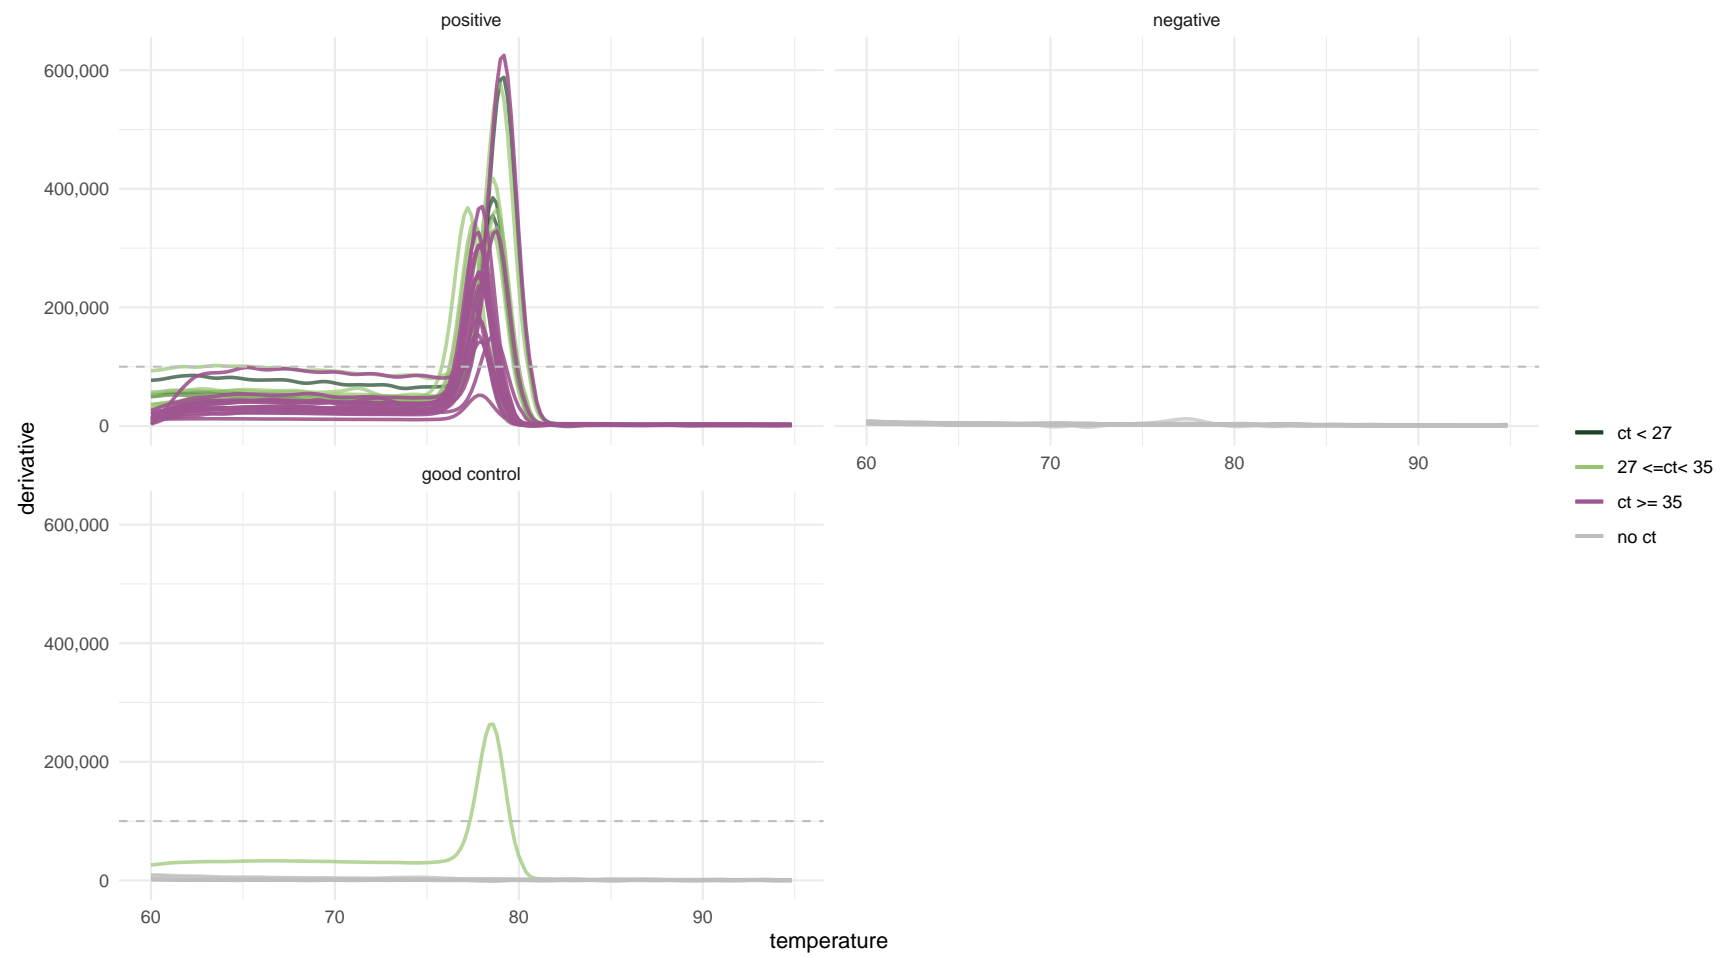 positive
negative
600,000
400,000
200,000
0
60
70
80
90
good control
600,000
400,000
200,000
0
60
70
80
90
derivative
temperature
ct < 27
27 <=ct< 35
ct >= 35
no ct